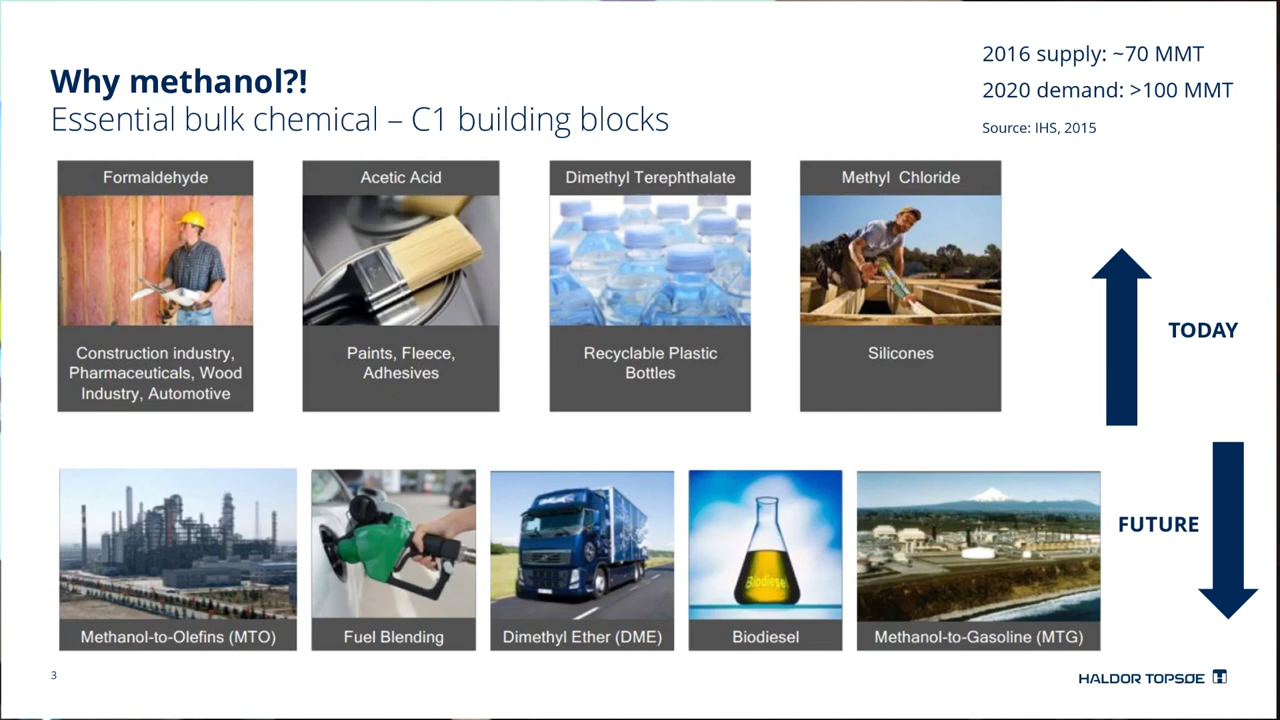 Why methanol?!
Essential bulk chemical – C1 building blocks
2016 supply: ~70 MMT
2020 demand: >100 MMT
Source: IHS, 2015
Formaldehyde
Construction industry,
Pharmaceuticals, Wood
Industry, Automotive
Acetic Acid
Paints, Fleece,
Adhesives
Dimethyl Terephthalate
Recyclable Plastic
Bottles
Methyl Chloride
Silicones
TODAY
FUTURE
Methanol-to-Olefins (MTO)
Fuel Blending
Dimethyl Ether (DME)
Biodiesel
Biodiesel
Methanol-to-Gasoline (MTG)
3
HALDOR TOPSØE